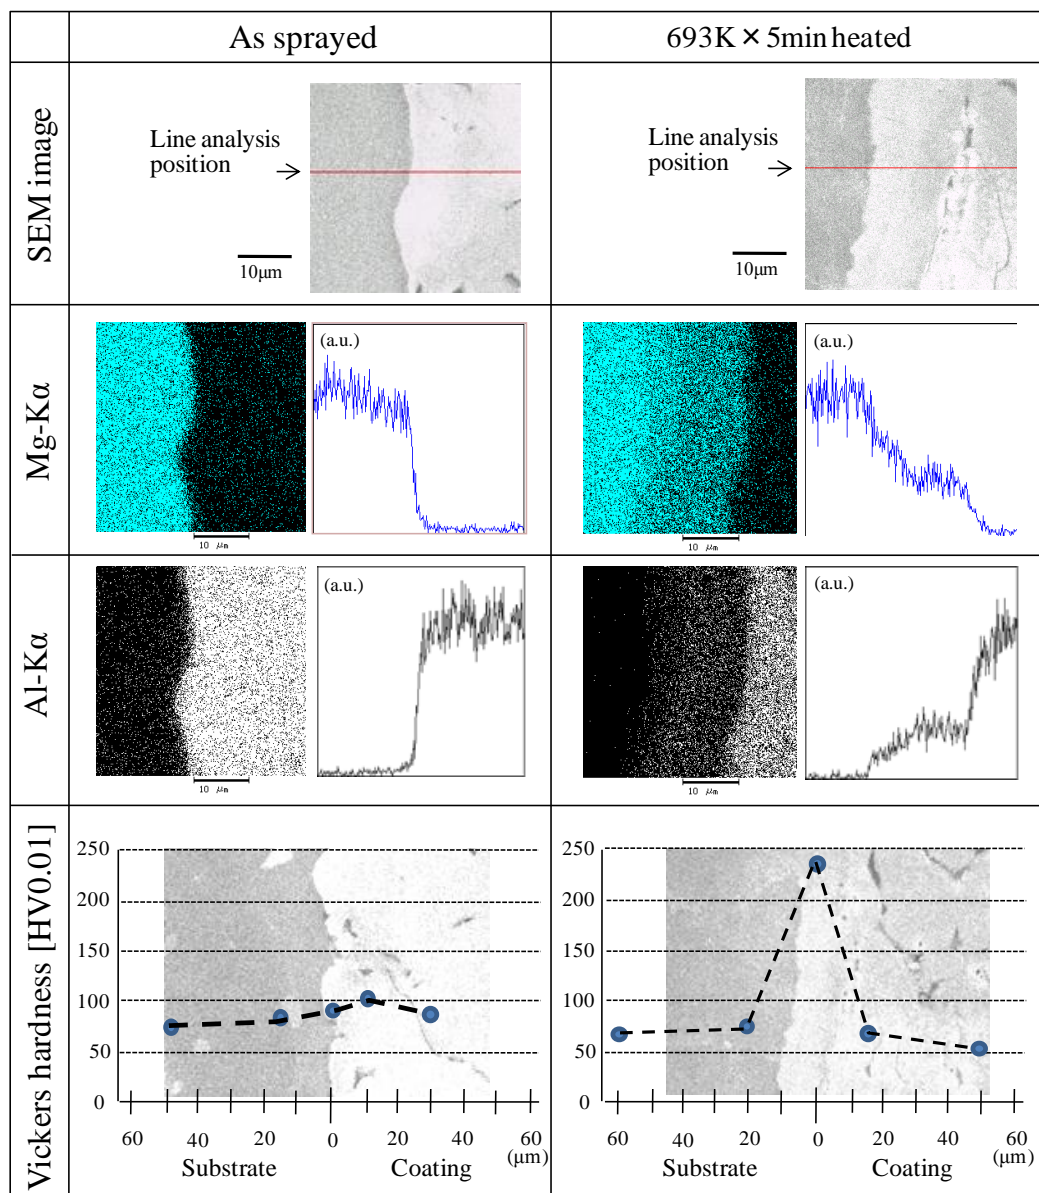 As sprayed
693K×5min heated
SEM image
Line analysis
position
10μm
Line analysis
position
10μm
Mg-Kα
(a.u.)
10 μm
(a.u.)
10 μm
Al-Kα
(a.u.)
10 μm
(a.u.)
10 μm
Vickers hardness [HV0.01]
250
200
150
100
50
0
60 40 20 0 20 40 60
(μm)
Substrate Coating
250
200
150
100
50
0
60 40 20 0 20 40 60
(μm)
Substrate Coating